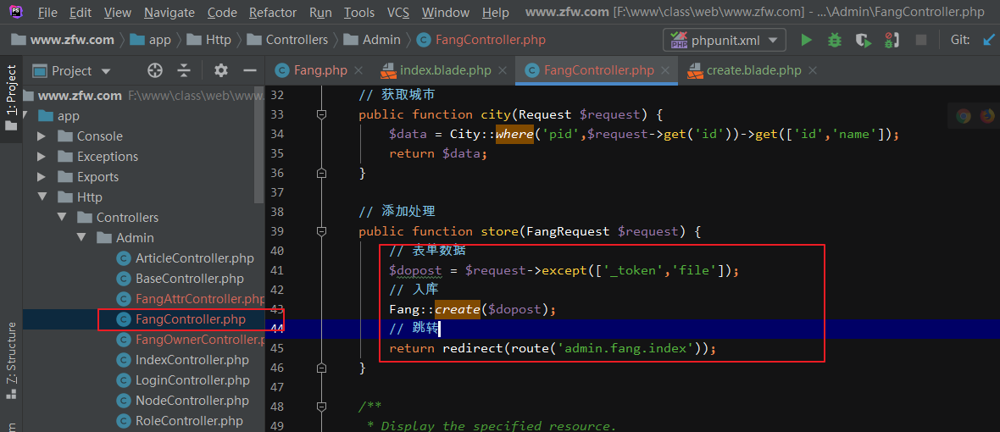 File Edit View Navigate Code Refactor Run Tools VCS Window Help www.zfw.com [F:\www\class\web\www.zfw.com] - ...\Admin\FangController.php
www.zfw.com app Http Controllers Admin FangController.php phpunit.xml Git:
Project Fang.php index.blade.php FangController.php create.blade.php
1: Project
www.zfw.com F:\www\class\web\www.
app
Console
Exceptions
Exports
Http
Controllers
Admin
ArticleController.php
BaseController.php
FangAttrController.php
FangController.php
FangOwnerController.p
IndexController.php
LoginController.php
NodeController.php
RoleController.php
Z: Structure
32 // 获取城市
33 public function city(Request $request) {
34 $data = City::where('pid',$request->get('id'))->get(['id','name']);
35 return $data;
36 }
37
38 // 添加处理
39 public function store(FangRequest $request) {
40 // 表单数据
41 $dopost = $request->except(['_token','file']);
42 // 入库
43 Fang::create($dopost);
44 // 跳转
45 return redirect(route('admin.fang.index'));
46 }
47
48 /**
49 * Display the specified resource.